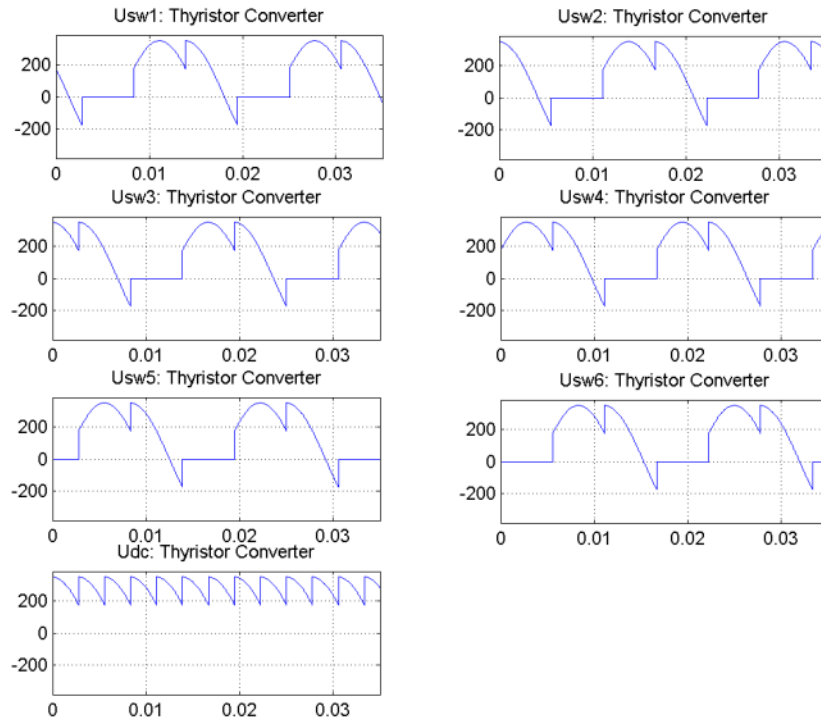 Usw1: Thyristor Converter
200
0
-200
0 0.01 0.02 0.03
Usw2: Thyristor Converter
200
0
-200
0 0.01 0.02 0.03
Usw3: Thyristor Converter
200
0
-200
0 0.01 0.02 0.03
Usw4: Thyristor Converter
200
0
-200
0 0.01 0.02 0.03
Usw5: Thyristor Converter
200
0
-200
0 0.01 0.02 0.03
Usw6: Thyristor Converter
200
0
-200
0 0.01 0.02 0.03
Udc: Thyristor Converter
200
0
-200
0 0.01 0.02 0.03